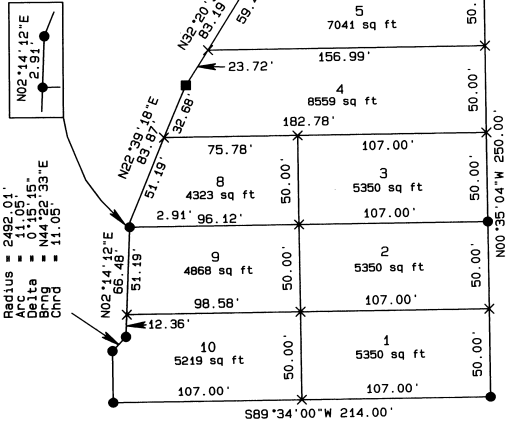 N02°14'12"E
2.91'
N32°20'
83.19'
59.
5
7041 sq ft
50.
156.99'
23.72'
4
8559 sq ft
50.00'
N22°39'18"E
83.87'
32.68'
182.78'
75.78'
107.00'
51.19'
8
4323 sq ft
50.00'
3
5350 sq ft
50.00'
2.91'
96.12'
107.00'
N00°35'04"W 250.00'
Radius = 2492.01'
Arc = 11.05'
Delta = 0°15'15"
Brng = N44°22'33"E
Chrd = 11.05'
N02°14'12"E
66.48'
51.19'
9
4868 sq ft
50.00'
2
5350 sq ft
50.00'
98.58'
107.00'
12.36'
10
5219 sq ft
50.00'
1
5350 sq ft
50.00'
107.00'
S89°34'00"W 214.00'